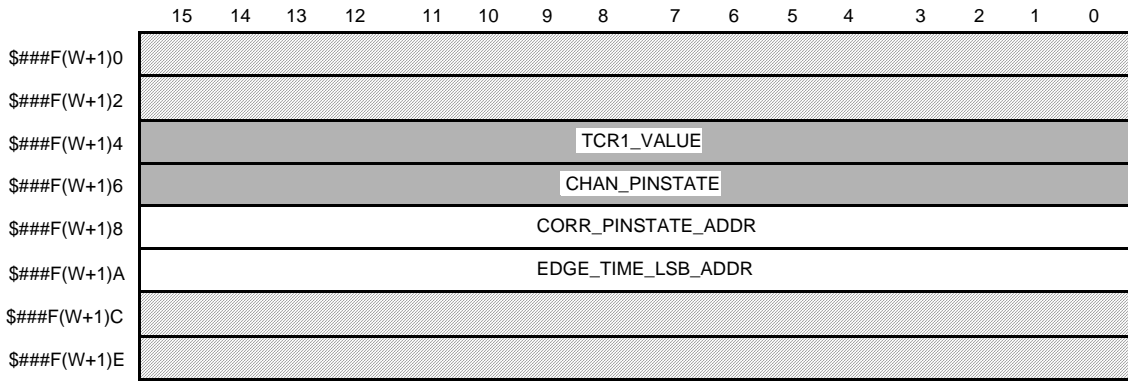 15 14 13 12 11 10 9 8 7 6 5 4 3 2 1 0
$###F(W+1)0
$###F(W+1)2
$###F(W+1)4 TCR1_VALUE
$###F(W+1)6 CHAN_PINSTATE
$###F(W+1)8 CORR_PINSTATE_ADDR
$###F(W+1)A EDGE_TIME_LSB_ADDR
$###F(W+1)C
$###F(W+1)E